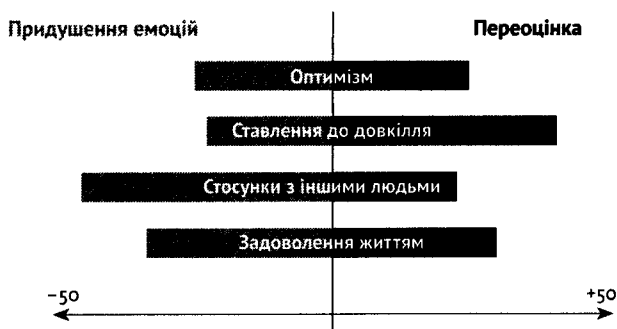 Придушення емоцій
Переоцінка
Оптимізм
Ставлення до довкілля
Стосунки з іншими людьми
Задоволення життям
−50
+50